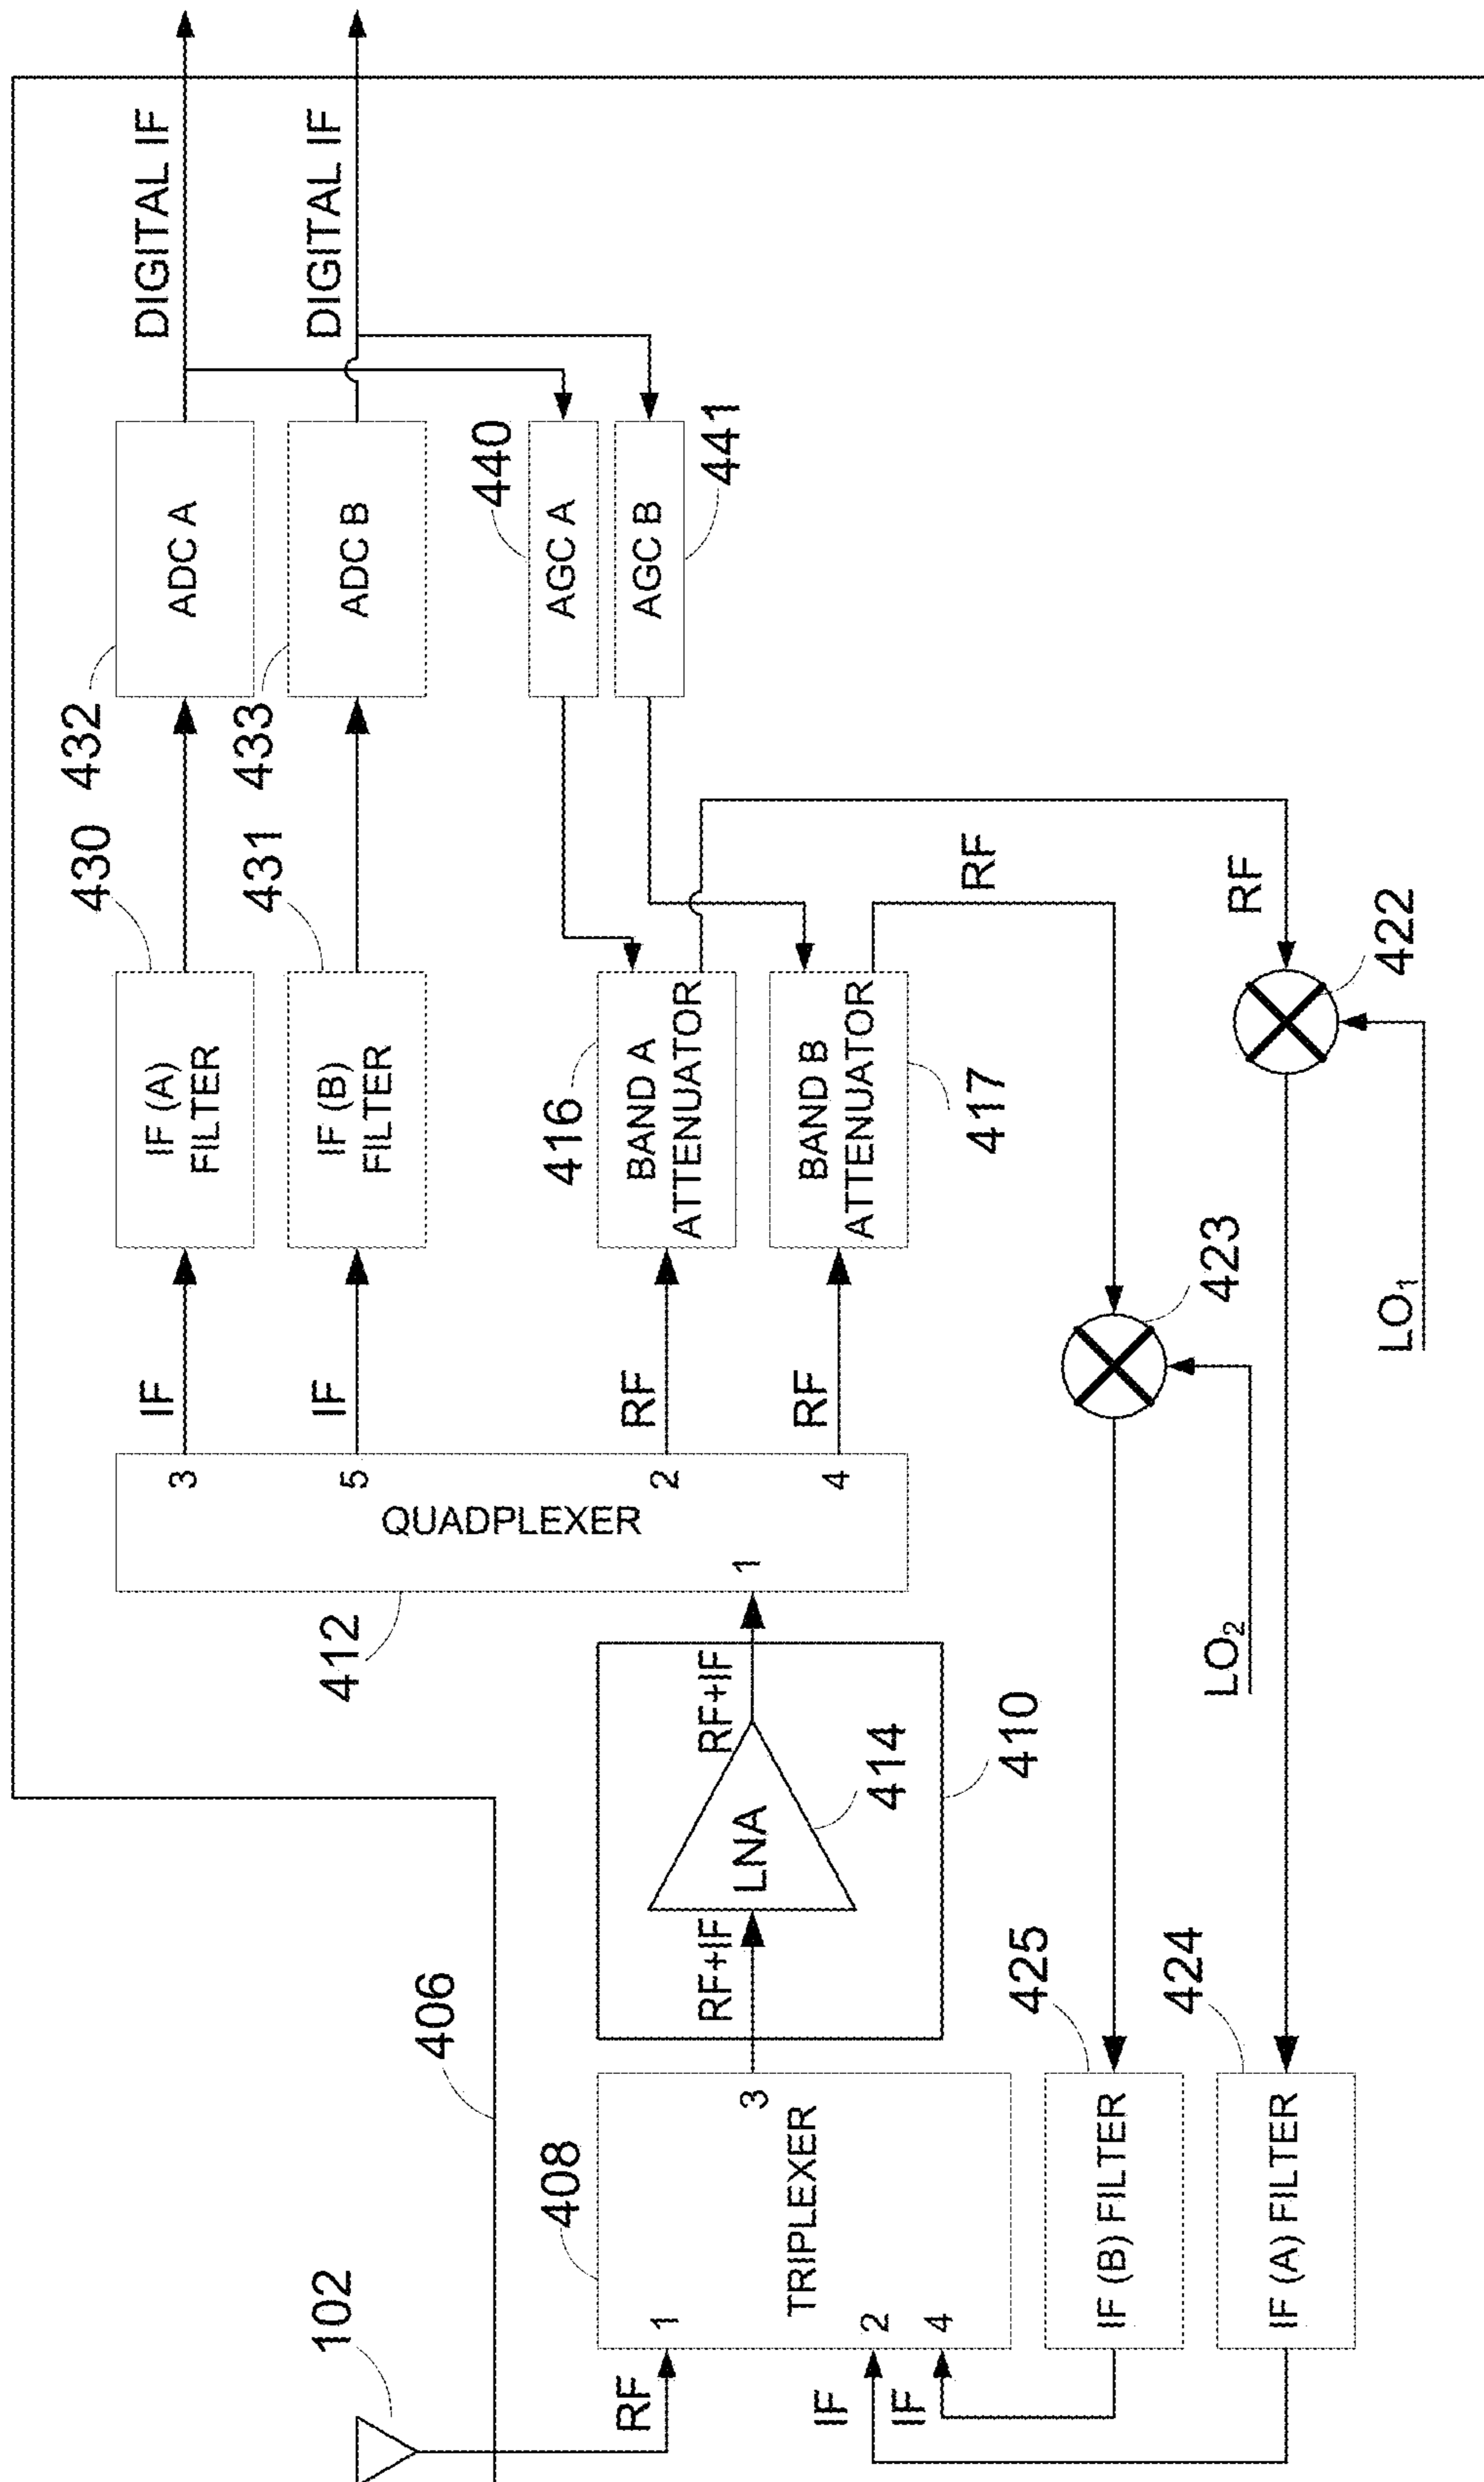 102
RF
406
408
1
IF
2
IF
4
TRIPLEXER
3
RF+IF
LNA
RF+IF
414
410
425
IF (B) FILTER
424
IF (A) FILTER
412
1
QUADPLEXER
3
5
2
4
IF
IF
RF
RF
LO₂
423
LO₁
422
430
IF (A)
FILTER
431
IF (B)
FILTER
416
BAND A
ATTENUATOR
BAND B
ATTENUATOR
417
RF
RF
432
ADC A
433
ADC B
440
AGC A
AGC B
441
DIGITAL IF
DIGITAL IF